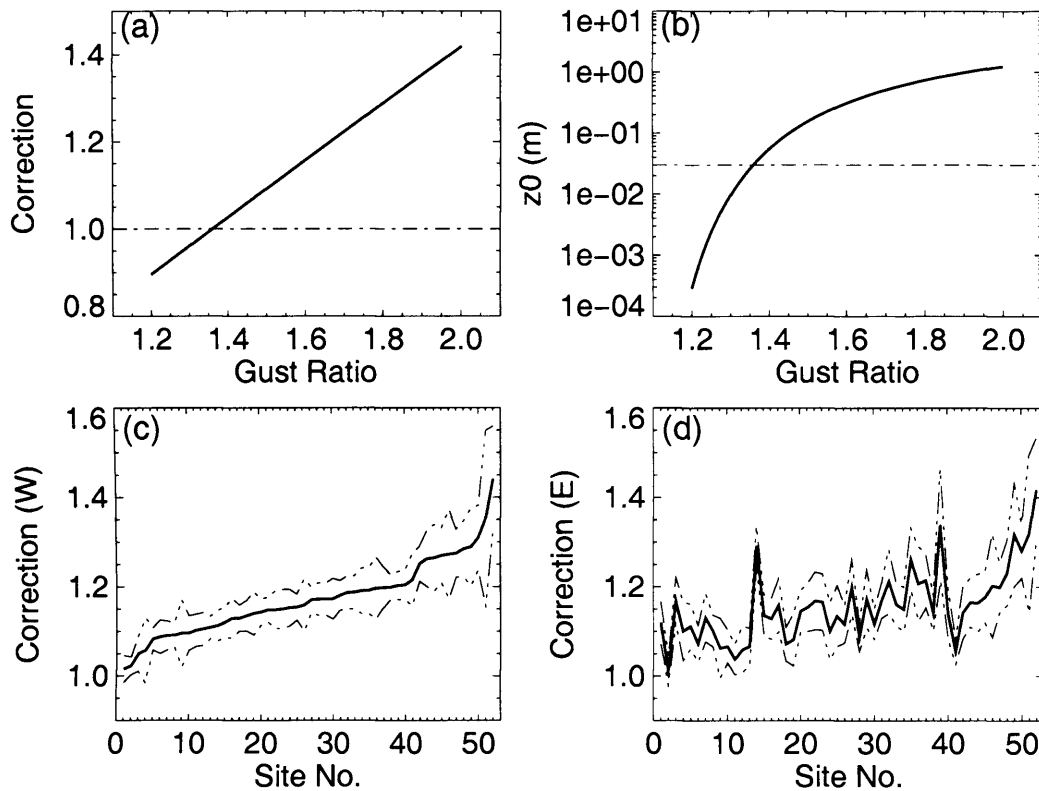 (a)
Correction
1.4
1.2
1.0
0.8
1.2 1.4 1.6 1.8 2.0
Gust Ratio
(b)
z0 (m)
1e+01
1e+00
1e−01
1e−02
1e−03
1e−04
1.2 1.4 1.6 1.8 2.0
Gust Ratio
(c)
Correction (W)
1.6
1.4
1.2
1.0
0 10 20 30 40 50
Site No.
(d)
Correction (E)
1.6
1.4
1.2
1.0
0 10 20 30 40 50
Site No.